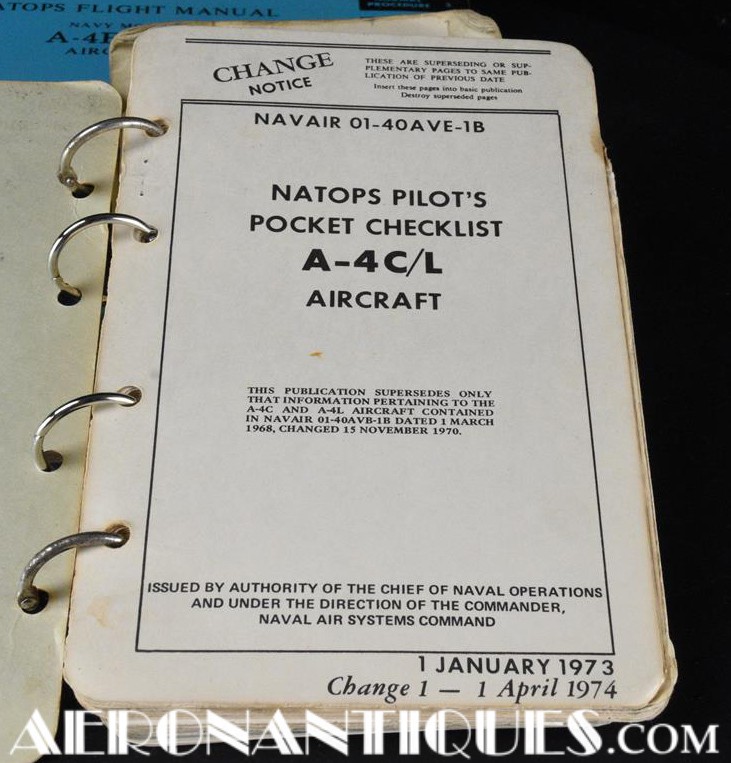 ATOPS FLIGHT MANUAL
NAVY
A-4
PROCEDURE
CHANGE
NOTICE
THESE ARE SUPERSEDING OR SUP-
PLEMENTARY PAGES TO SAME PUB-
LICATION OF PREVIOUS DATE
Insert these pages into basic publication
Destroy superseded pages
NAVAIR 01-40AVE-1B
NATOPS PILOT'S
POCKET CHECKLIST
A-4C/L
AIRCRAFT
THIS PUBLICATION SUPERSEDES ONLY
THAT INFORMATION PERTAINING TO THE
A-4C AND A-4L AIRCRAFT CONTAINED
IN NAVAIR 01-40AVB-1B DATED 1 MARCH
1968, CHANGED 15 NOVEMBER 1970.
ISSUED BY AUTHORITY OF THE CHIEF OF NAVAL OPERATIONS
AND UNDER THE DIRECTION OF THE COMMANDER,
NAVAL AIR SYSTEMS COMMAND
1 JANUARY 1973
Change 1 — 1 April 1974
AERONANTIQUES.COM